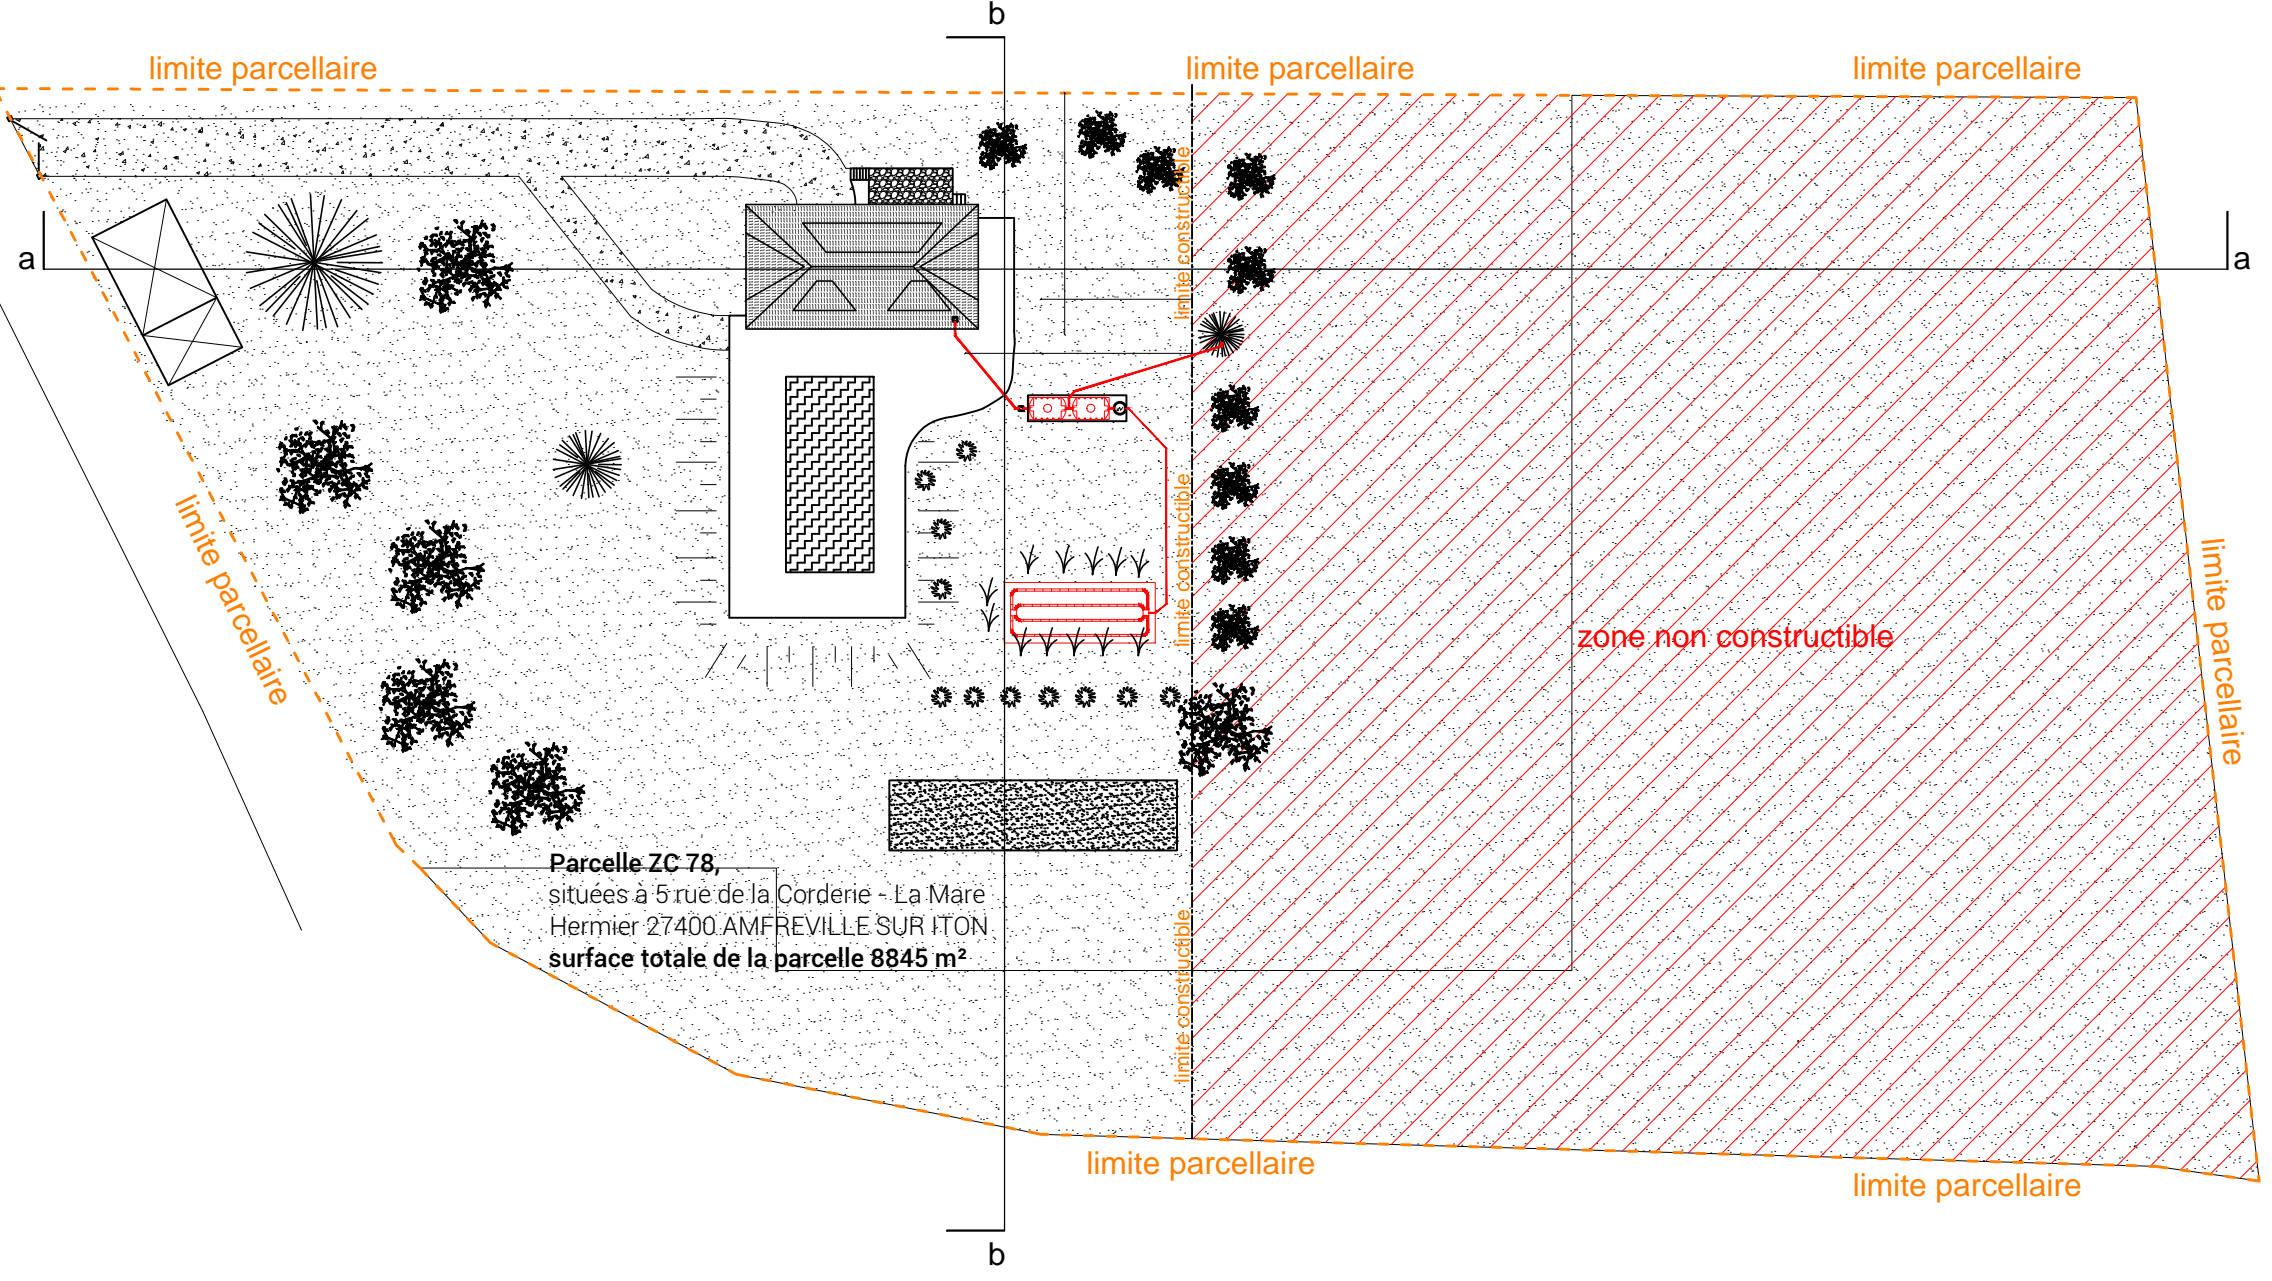 b
limite parcellaire
limite parcellaire
limite parcellaire
limite constructible
a
a
limite parcellaire
limite constructible
zone non constructible
limite parcellaire
Parcelle ZC 78,
situées à 5 rue de la Corderie - La Mare
Hermier 27400 AMFREVILLE SUR ITON
surface totale de la parcelle 8845 m²
limite constructible
limite parcellaire
limite parcellaire
b